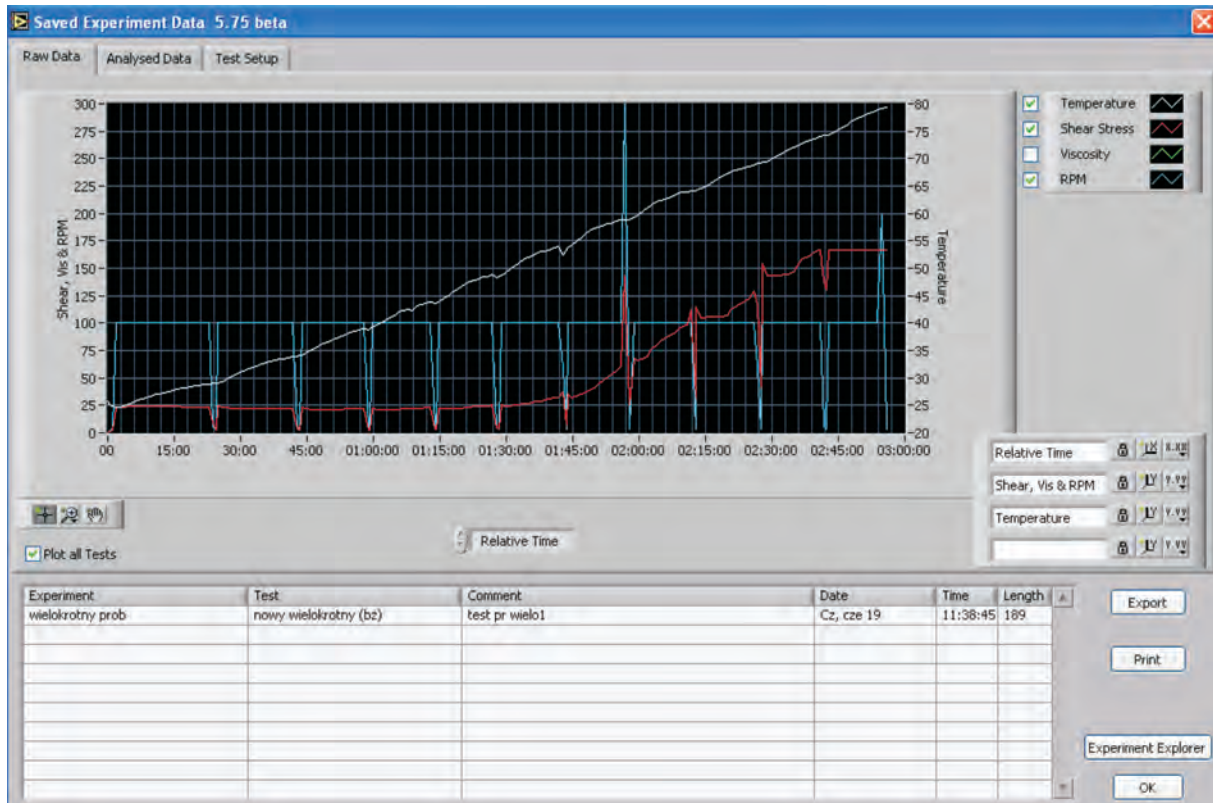 Saved Experiment Data 5.75 beta
Raw Data Analysed Data Test Setup
300
275
250
225
200
175
150
125
100
75
50
25
0
Shear, Vis & RPM
80
75
70
65
60
55
50
45
40
35
30
25
20
Temperature
00 15:00 30:00 45:00 01:00:00 01:15:00 01:30:00 01:45:00 02:00:00 02:15:00 02:30:00 02:45:00 03:00:00
Temperature
Shear Stress
Viscosity
RPM
Relative Time
Shear, Vis & RPM
Temperature
Plot all Tests
Relative Time
Experiment Test Comment Date Time Length
wielokrotny prob nowy wielokrotny (bz) test pr wielo1 Cz, cze 19 11:38:45 189
Export
Print
Experiment Explorer
OK